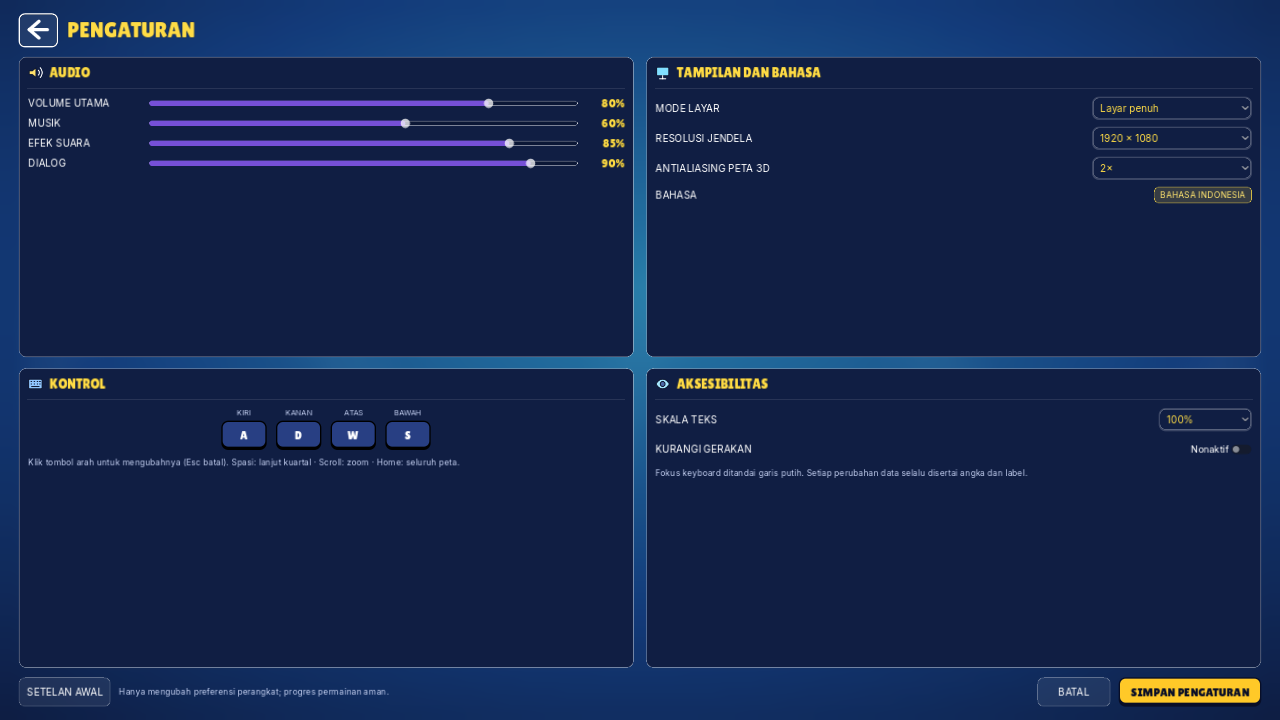 PENGATURAN
AUDIO
VOLUME UTAMA 80%
MUSIK 60%
EFEK SUARA 85%
DIALOG 90%
TAMPILAN DAN BAHASA
MODE LAYAR Layar penuh
RESOLUSI JENDELA 1920 × 1080
ANTIALIASING PETA 3D 2×
BAHASA BAHASA INDONESIA
KONTROL
KIRI KANAN ATAS BAWAH
A D W S
Klik tombol arah untuk mengubahnya (Esc batal). Spasi: lanjut kuartal · Scroll: zoom · Home: seluruh peta.
AKSESIBILITAS
SKALA TEKS 100%
KURANGI GERAKAN Nonaktif
Fokus keyboard ditandai garis putih. Setiap perubahan data selalu disertai angka dan label.
SETELAN AWAL Hanya mengubah preferensi perangkat; progres permainan aman. BATAL SIMPAN PENGATURAN